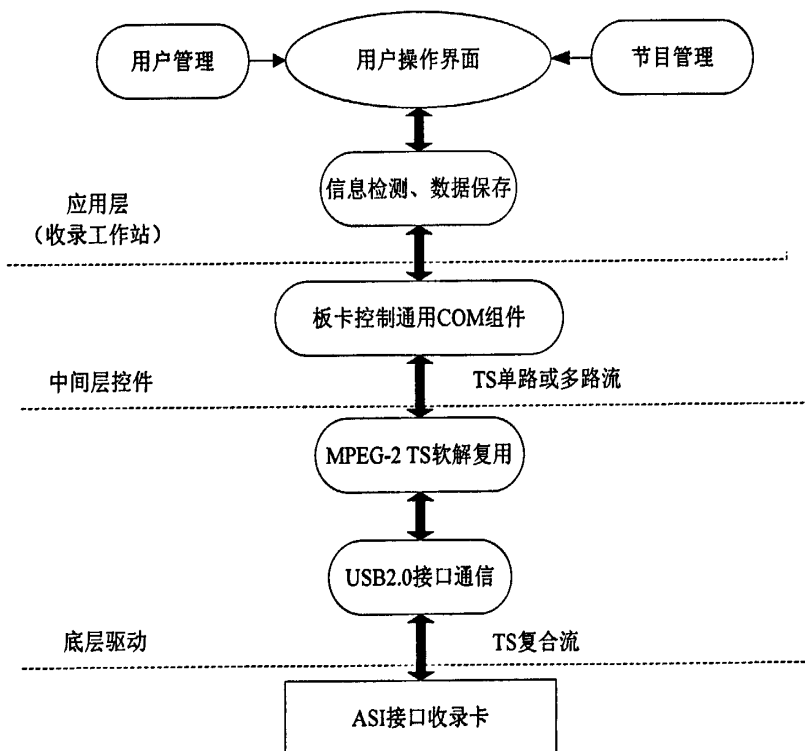 用户管理
用户操作界面
节目管理
信息检测、数据保存
应用层
（收录工作站）
板卡控制通用COM组件
中间层控件
TS单路或多路流
MPEG-2 TS软解复用
USB2.0接口通信
底层驱动
TS复合流
ASI接口收录卡